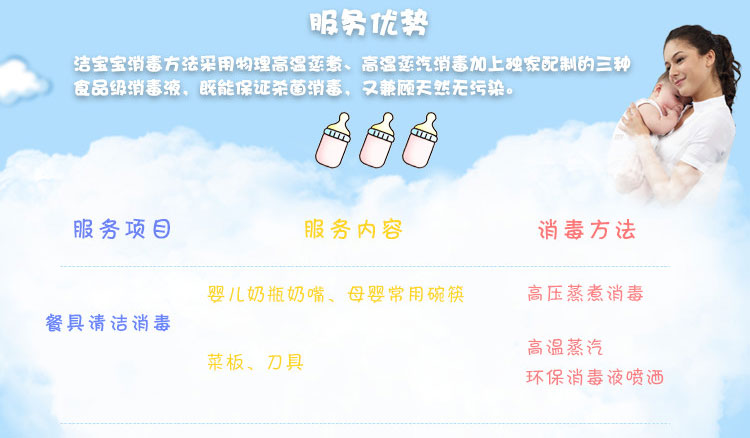 服务优势
洁宝宝消毒方法采用物理高温蒸煮、高温蒸汽消毒加上独家配制的三种
食品级消毒液，既能保证杀菌消毒，又兼顾天然无污染。
服务项目 服务内容 消毒方法
婴儿奶瓶奶嘴、母婴常用碗筷 高压蒸煮消毒
餐具清洁消毒
菜板、刀具 高温蒸汽
环保消毒液喷洒